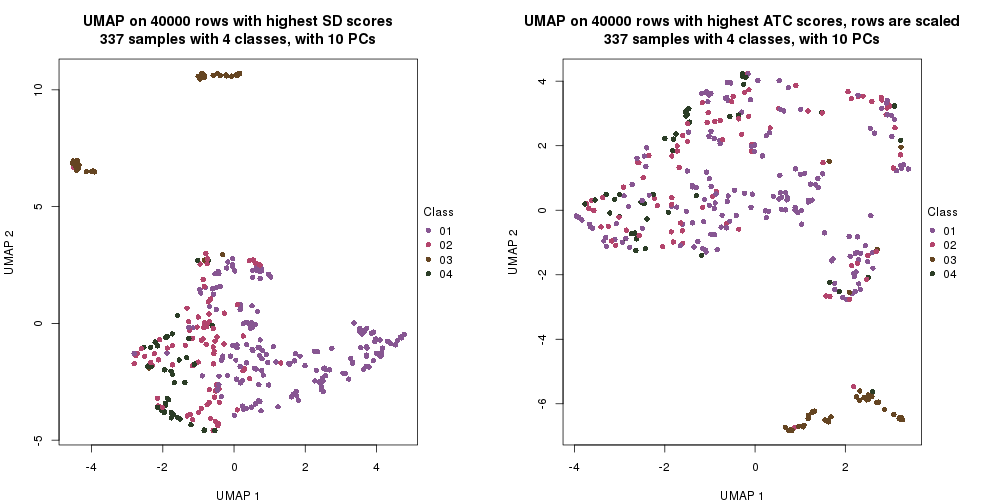 UMAP on 40000 rows with highest SD scores
337 samples with 4 classes, with 10 PCs
10
5
0
-5
-4
-2
0
2
4
UMAP 1
UMAP 2
Class
01
02
03
04
UMAP on 40000 rows with highest ATC scores, rows are scaled
337 samples with 4 classes, with 10 PCs
4
2
0
-2
-4
-6
-4
-2
0
2
UMAP 1
UMAP 2
Class
01
02
03
04